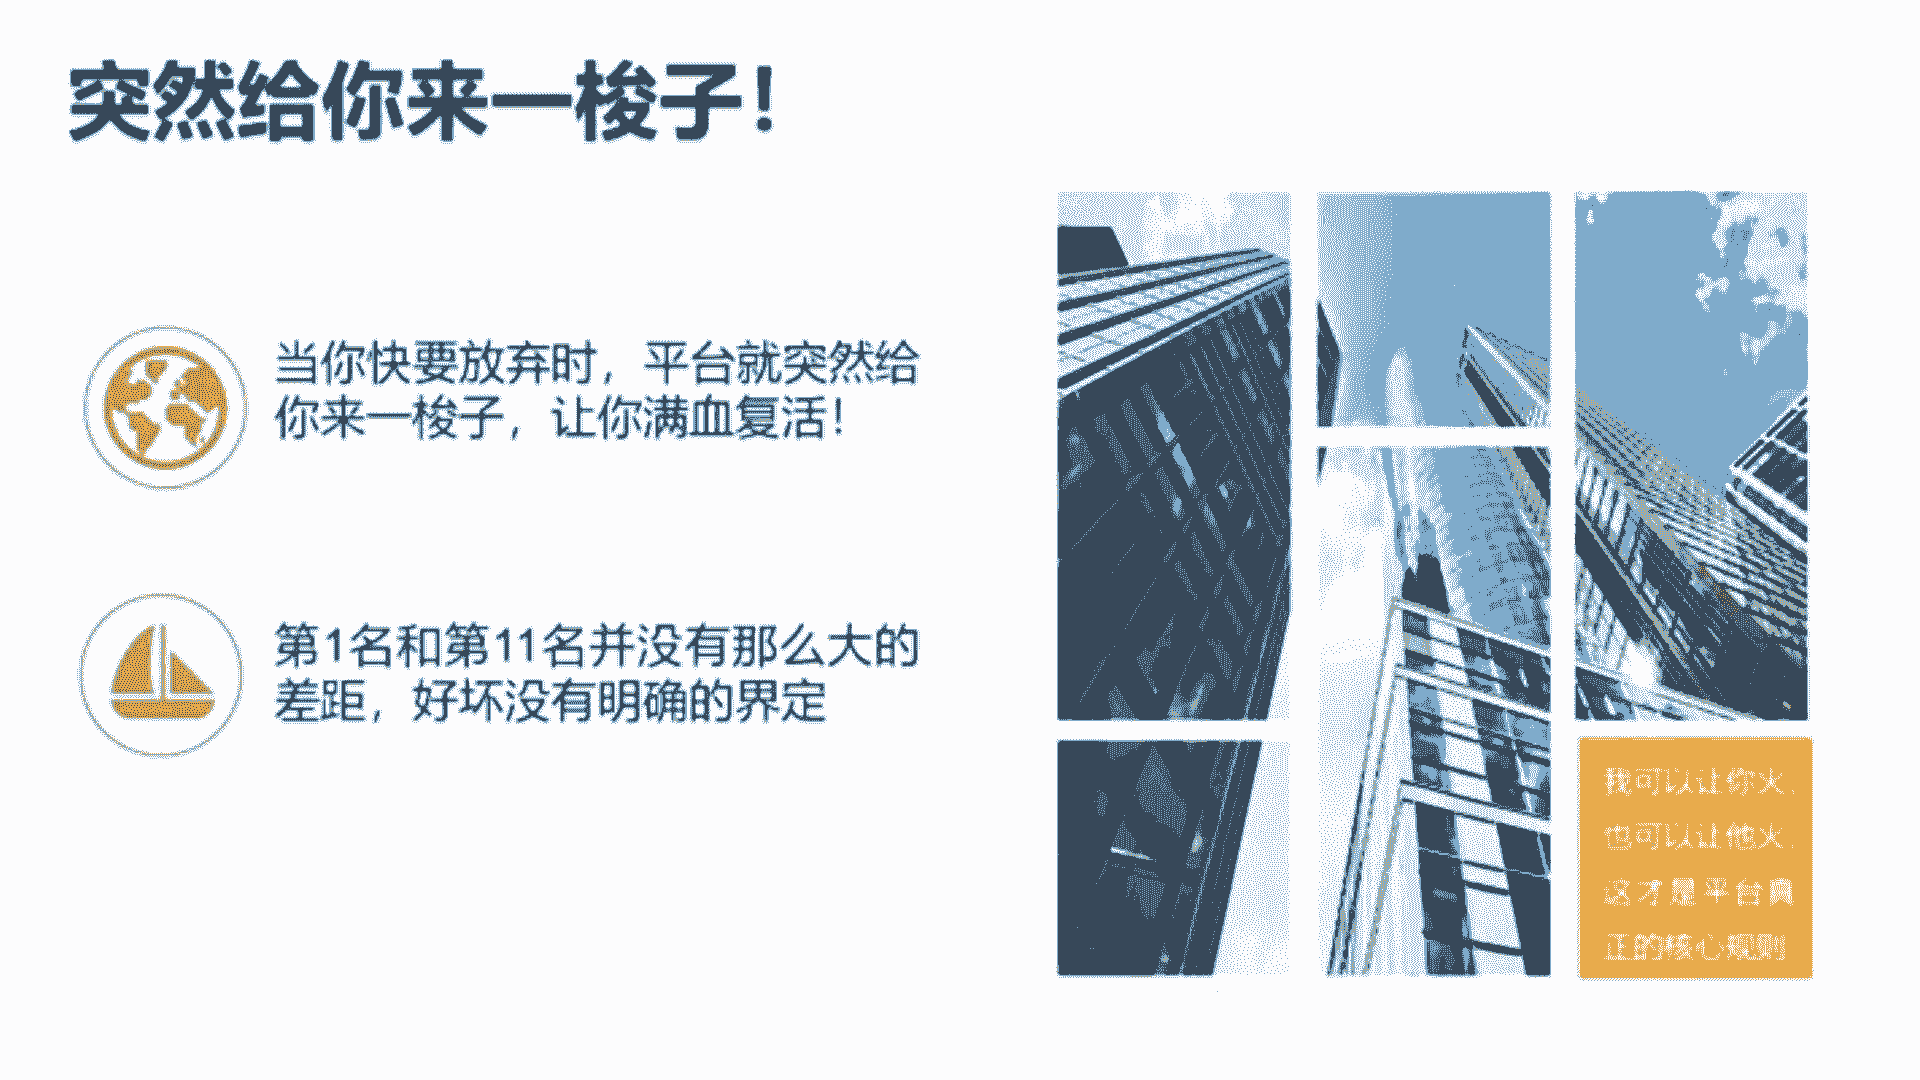 突然给你来一梭子！
当你快要放弃时，平台就突然给
你来一梭子，让你满血复活！
第1名和第11名并没有那么大的
差距，好坏没有明确的界定
我可以让你火，
也可以让他火，
这才是平台真
正的核心规则